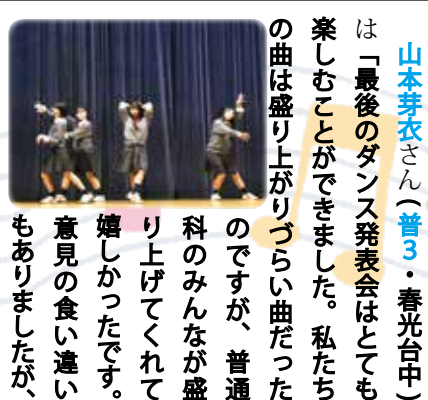 山本芽衣さん(普3・春光台中)
は「最後のダンス発表会はとても
楽しむことができました。私たち
の曲は盛り上がりづらい曲だった
のですが、普通
科のみんなが盛
り上げてくれて
嬉しかったです。
意見の食い違い
もありましたが、